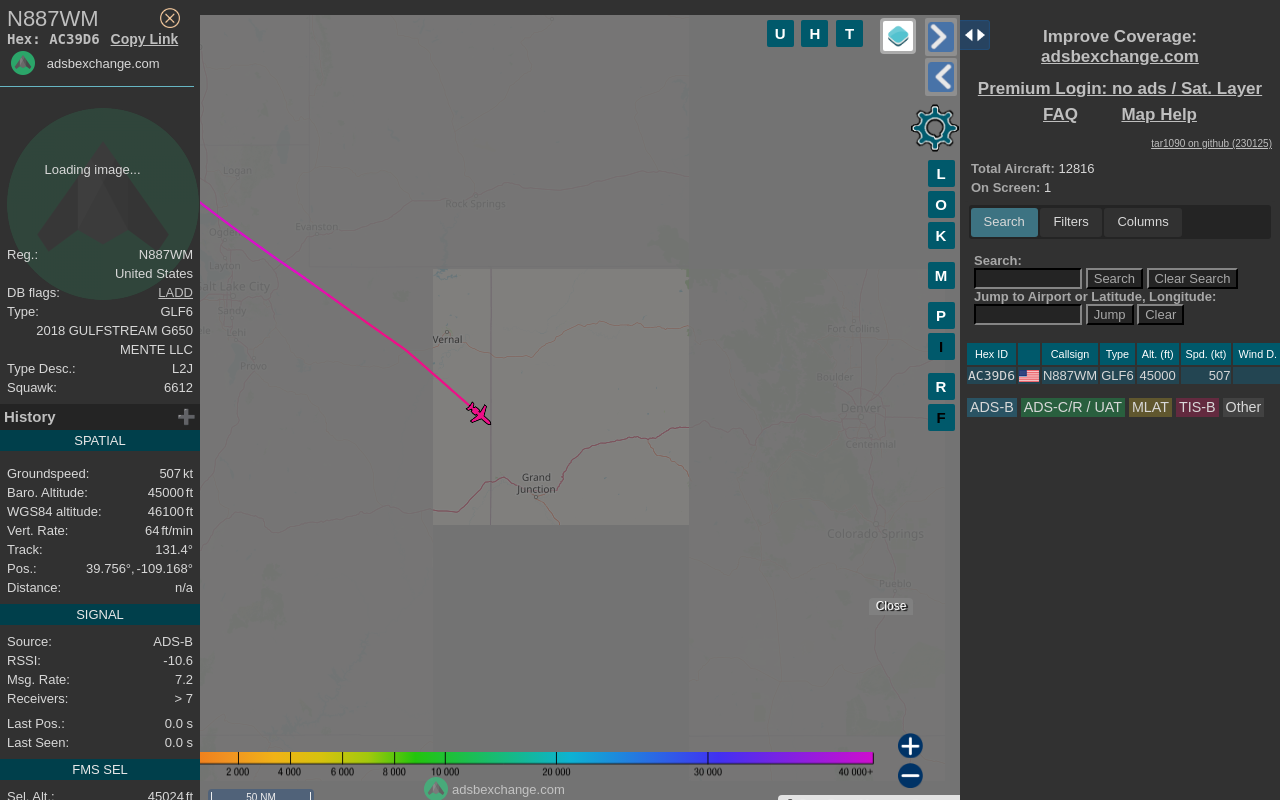 N887WM
Hex: AC39D6 Copy Link
adsbexchange.com
Loading image...
Reg.: N887WM
United States
DB flags: LADD
Type: GLF6
2018 GULFSTREAM G650
MENTE LLC
Type Desc.: L2J
Squawk: 6612
History
SPATIAL
Groundspeed: 507 kt
Baro. Altitude: 45000 ft
WGS84 altitude: 46100 ft
Vert. Rate: 64 ft/min
Track: 131.4°
Pos.: 39.756°, -109.168°
Distance: n/a
SIGNAL
Source: ADS-B
RSSI: -10.6
Msg. Rate: 7.2
Receivers: > 7
Last Pos.: 0.0 s
Last Seen: 0.0 s
FMS SEL
Sel. Alt.: 45024 ft
U H T
L
O
K
M
P
I
R
F
Logan
Rock Springs
Evanston
Ogden
Layton
Salt Lake City
Sandy
Lehi
Provo
Vernal
Grand
Junction
Fort Collins
Boulder
Denver
Centennial
Colorado Springs
Pueblo
Close
2 000 4 000 6 000 8 000 10 000 20 000 30 000 40 000+
adsbexchange.com
50 NM
Improve Coverage:
adsbexchange.com
Premium Login: no ads / Sat. Layer
FAQ Map Help
tar1090 on github (230125)
Total Aircraft: 12816
On Screen: 1
Search Filters Columns
Search:
Search Clear Search
Jump to Airport or Latitude, Longitude:
Jump Clear
Hex ID Callsign Type Alt. (ft) Spd. (kt) Wind D.
AC39D6 N887WM GLF6 45000 507
ADS-B ADS-C/R / UAT MLAT TIS-B Other